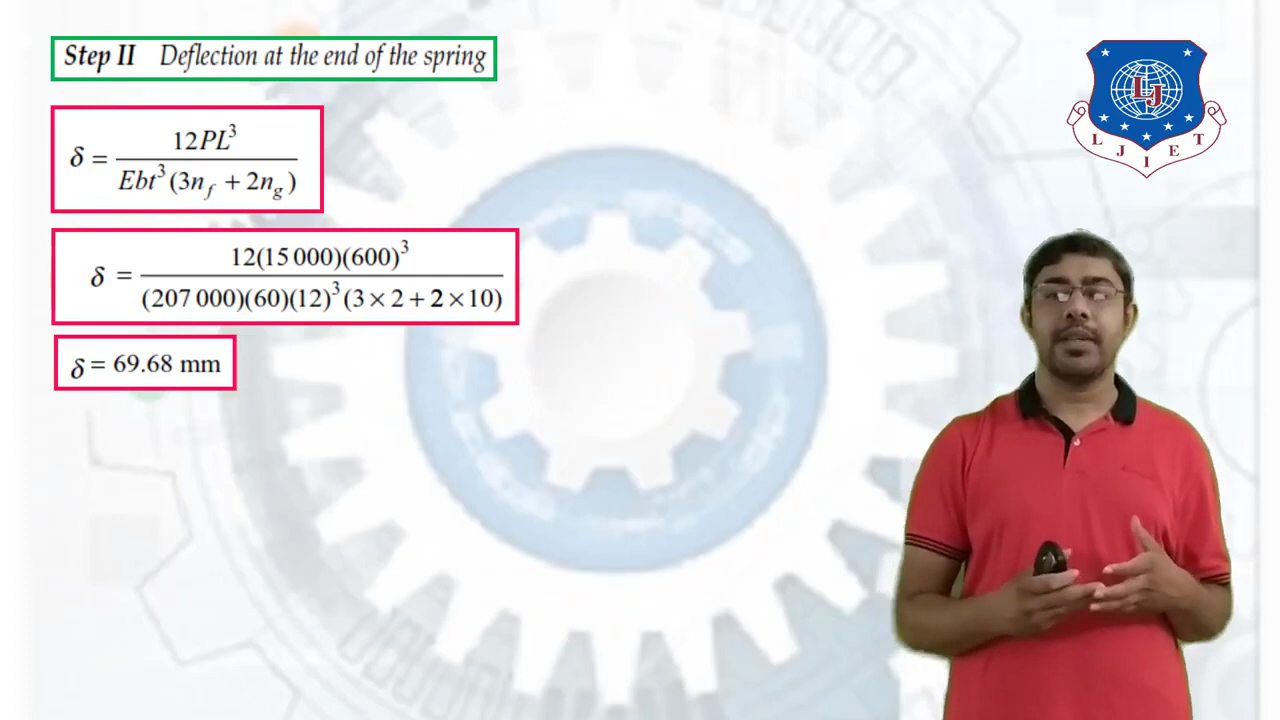 Step II Deflection at the end of the spring
δ = 12PL³ / Ebt³(3n_f + 2n_g)
δ = 12(15 000)(600)³ / (207 000)(60)(12)³(3 × 2 + 2 × 10)
δ = 69.68 mm
LJ
L J I E T